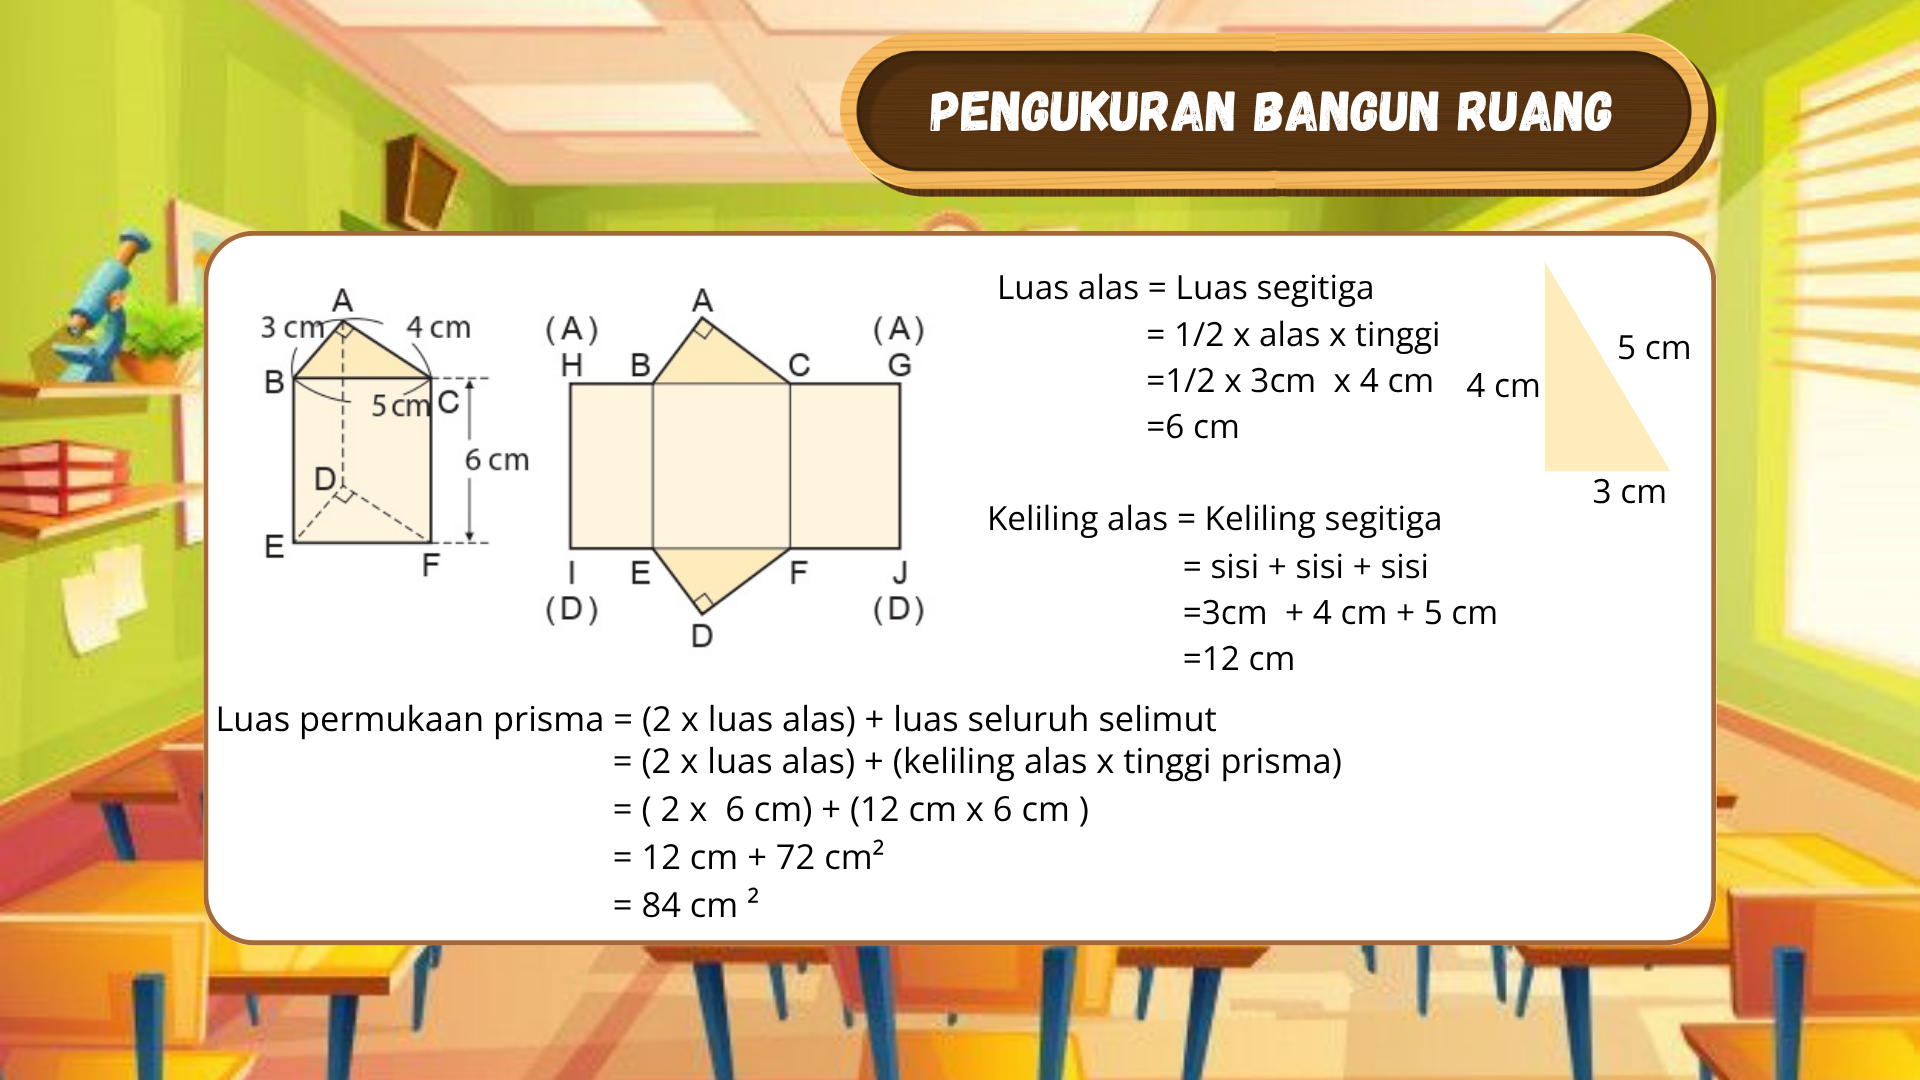 PENGUKURAN BANGUN RUANG
A
3 cm
4 cm
B
5 cm
C
6 cm
D
E
F
A
(A)
(A)
H
B
C
G
I
E
F
J
(D)
(D)
D
Luas alas = Luas segitiga
= 1/2 x alas x tinggi
=1/2 x 3cm  x 4 cm
=6 cm
5 cm
4 cm
3 cm
Keliling alas = Keliling segitiga
= sisi + sisi + sisi
=3cm  + 4 cm + 5 cm
=12 cm
Luas permukaan prisma = (2 x luas alas) + luas seluruh selimut
= (2 x luas alas) + (keliling alas x tinggi prisma)
= ( 2 x  6 cm) + (12 cm x 6 cm )
= 12 cm + 72 cm²
= 84 cm ²